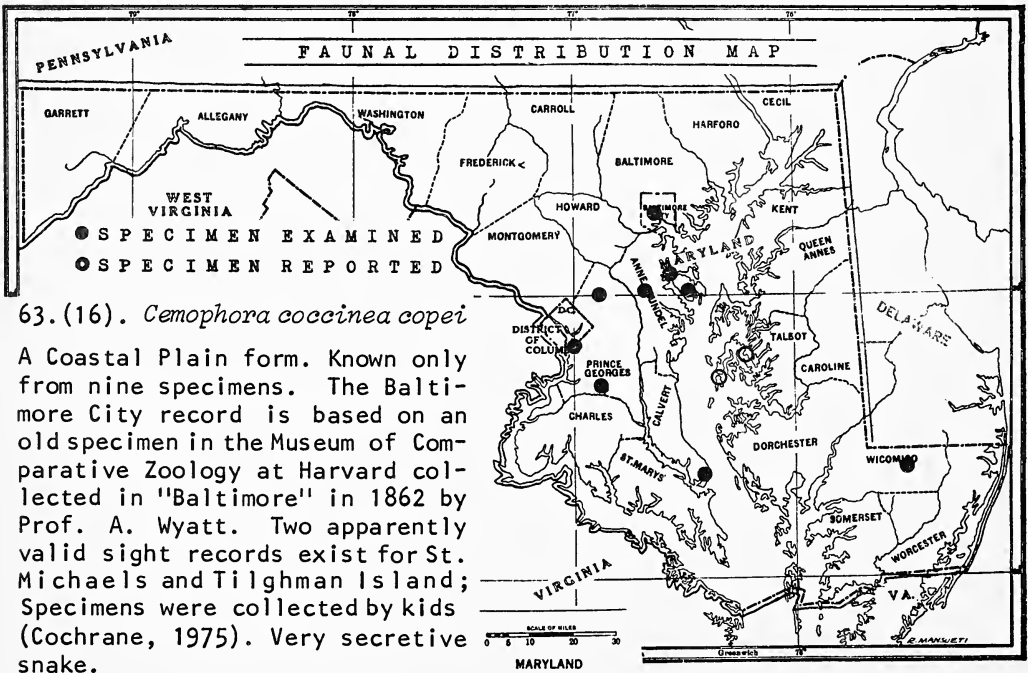 79° 78° 77° 76°
PENNSYLVANIA
FAUNAL DISTRIBUTION MAP
GARRETT
ALLEGANY
WASHINGTON
CARROLL
CECIL
HARFORD
FREDERICK
BALTIMORE
WEST
VIRGINIA
BALTIMORE
CITY
KENT
HOWARD
MONTGOMERY
MARYLAND
QUEEN
ANNES
ANNE ARUNDEL
● SPECIMEN EXAMINED
○ SPECIMEN REPORTED
D.C.
DISTRICT
OF
COLUMBIA
TALBOT
DELAWARE
CAROLINE
PRINCE
GEORGES
CALVERT
CHARLES
DORCHESTER
ST. MARYS
WICOMICO
SOMERSET
WORCESTER
VIRGINIA
VA.
63.(16). Cemophora coccinea copei
A Coastal Plain form. Known only
from nine specimens. The Balti-
more City record is based on an
old specimen in the Museum of Com-
parative Zoology at Harvard col-
lected in "Baltimore" in 1862 by
Prof. A. Wyatt. Two apparently
valid sight records exist for St.
Michaels and Tilghman Island;
Specimens were collected by kids
(Cochrane, 1975). Very secretive
snake.
SCALE OF MILES
0 5 10 20 30
MARYLAND
R. MANSUETI
Greenwich 76°